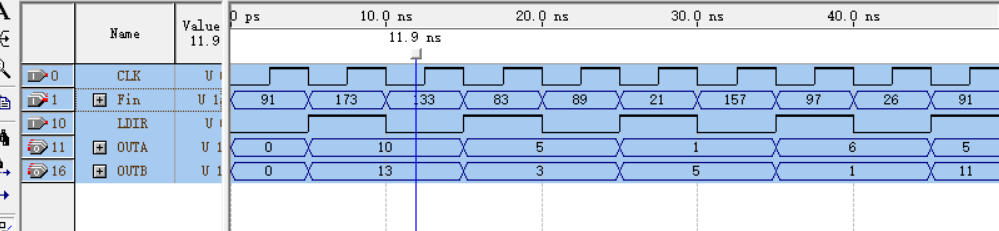 0 ps 10.0 ns 20.0 ns 30.0 ns 40.0 ns
Name Value 11.9
11.9 ns
0 CLK U
1 Fin U 1 91 173 133 83 89 21 157 97 26 91
10 LDIR U
11 OUTA U 1 0 10 5 1 6 5
16 OUTB U 1 0 13 3 5 1 11